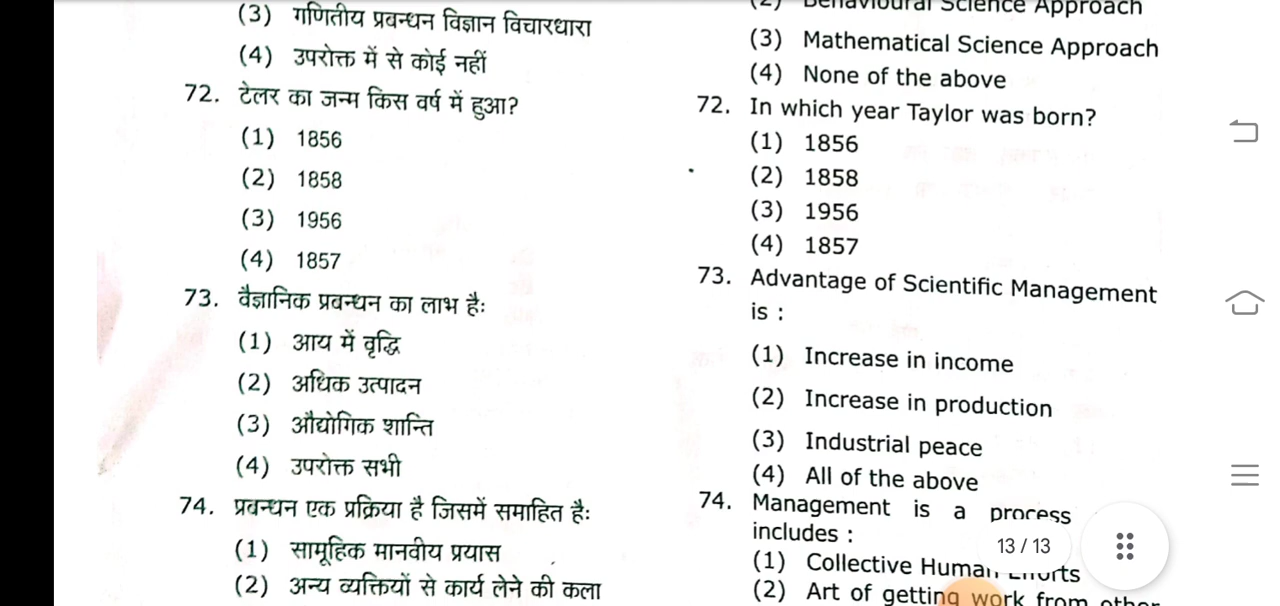 (3) गणितीय प्रबन्धन विज्ञान विचारधारा
(4) उपरोक्त में से कोई नहीं
72. टेलर का जन्म किस वर्ष में हुआ?
(1) 1856
(2) 1858
(3) 1956
(4) 1857
73. वैज्ञानिक प्रबन्धन का लाभ है:
(1) आय में वृद्धि
(2) अधिक उत्पादन
(3) औद्योगिक शान्ति
(4) उपरोक्त सभी
74. प्रबन्धन एक प्रक्रिया है जिसमें समाहित है:
(1) सामूहिक मानवीय प्रयास
(2) अन्य व्यक्तियों से कार्य लेने की कला
(2) Behavioural Science Approach
(3) Mathematical Science Approach
(4) None of the above
72. In which year Taylor was born?
(1) 1856
(2) 1858
(3) 1956
(4) 1857
73. Advantage of Scientific Management
is :
(1) Increase in income
(2) Increase in production
(3) Industrial peace
(4) All of the above
74. Management is a process
includes :
(1) Collective Human Efforts
(2) Art of getting work from other
13 / 13